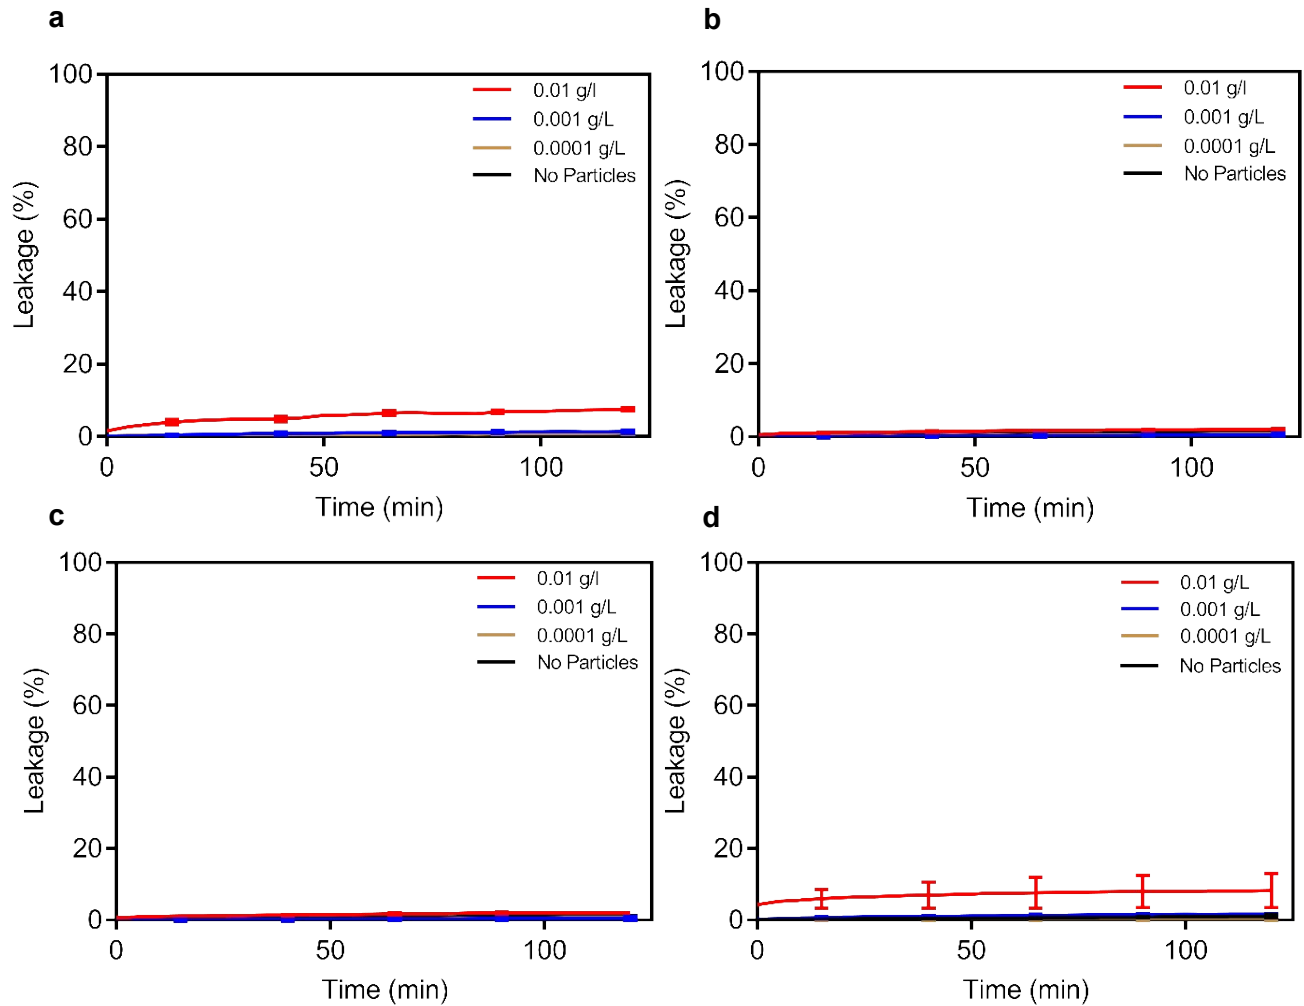 a
100
80
60
40
20
0
Leakage (%)
0 50 100
Time (min)
0.01 g/l
0.001 g/L
0.0001 g/L
No Particles
b
100
80
60
40
20
0
Leakage (%)
0 50 100
Time (min)
0.01 g/l
0.001 g/L
0.0001 g/L
No Particles
c
100
80
60
40
20
0
Leakage (%)
0 50 100
Time (min)
0.01 g/l
0.001 g/L
0.0001 g/L
No Particles
d
100
80
60
40
20
0
Leakage (%)
0 50 100
Time (min)
0.01 g/L
0.001 g/L
0.0001 g/L
No Particles